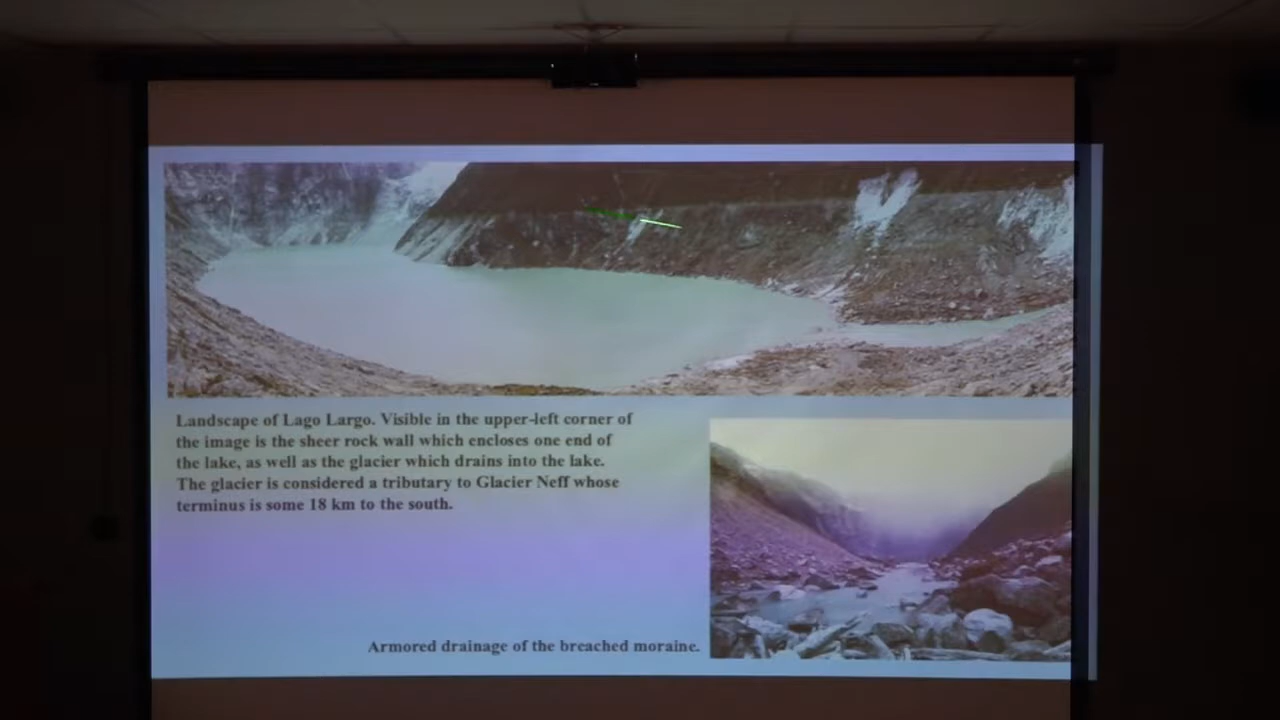 Landscape of Lago Largo. Visible in the upper-left corner of
the image is the sheer rock wall which encloses one end of
the lake, as well as the glacier which drains into the lake.
The glacier is considered a tributary to Glacier Neff whose
terminus is some 18 km to the south.
Armored drainage of the breached moraine.